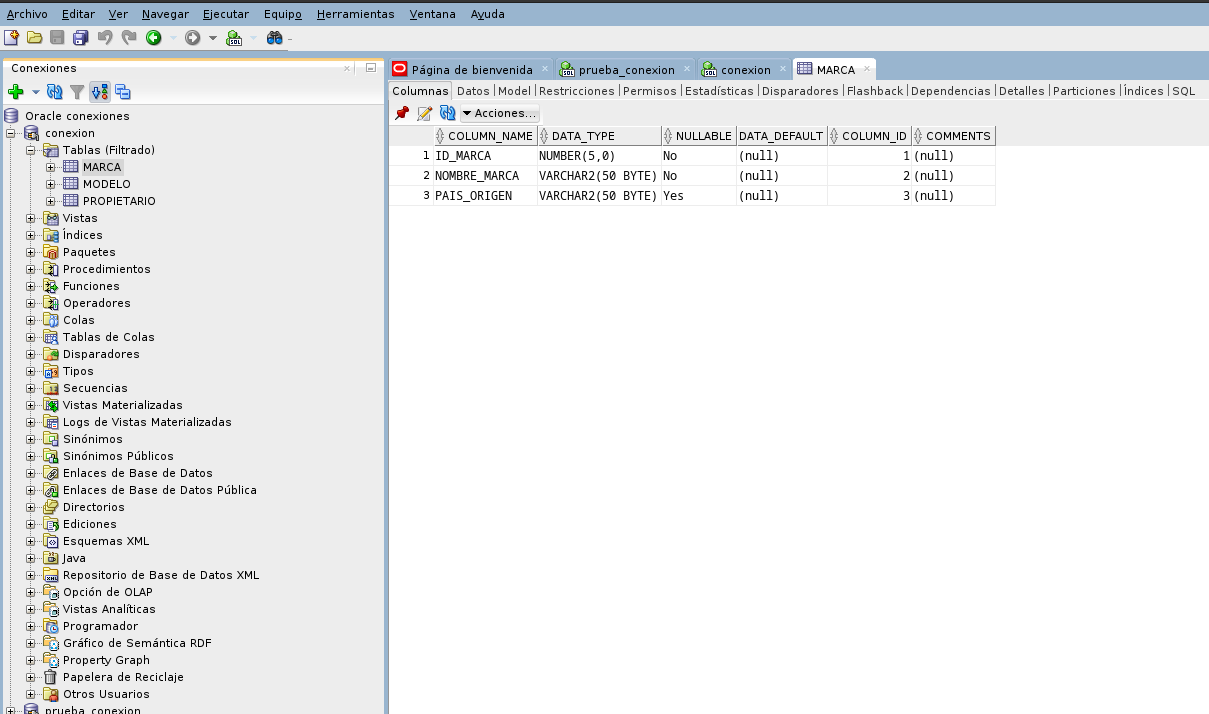 Archivo Editar Ver Navegar Ejecutar Equipo Herramientas Ventana Ayuda
Conexiones
Oracle conexiones
conexion
Tablas (Filtrado)
MARCA
MODELO
PROPIETARIO
Vistas
Índices
Paquetes
Procedimientos
Funciones
Operadores
Colas
Tablas de Colas
Disparadores
Tipos
Secuencias
Vistas Materializadas
Logs de Vistas Materializadas
Sinónimos
Sinónimos Públicos
Enlaces de Base de Datos
Enlaces de Base de Datos Pública
Directorios
Ediciones
Esquemas XML
Java
Repositorio de Base de Datos XML
Opción de OLAP
Vistas Analíticas
Programador
Gráfico de Semántica RDF
Property Graph
Papelera de Reciclaje
Otros Usuarios
prueba_conexion
Página de bienvenida prueba_conexion conexion MARCA
Columnas Datos Model Restricciones Permisos Estadísticas Disparadores Flashback Dependencias Detalles Particiones Índices SQL
Acciones...
COLUMN_NAME DATA_TYPE NULLABLE DATA_DEFAULT COLUMN_ID COMMENTS
1 ID_MARCA NUMBER(5,0) No (null) 1 (null)
2 NOMBRE_MARCA VARCHAR2(50 BYTE) No (null) 2 (null)
3 PAIS_ORIGEN VARCHAR2(50 BYTE) Yes (null) 3 (null)